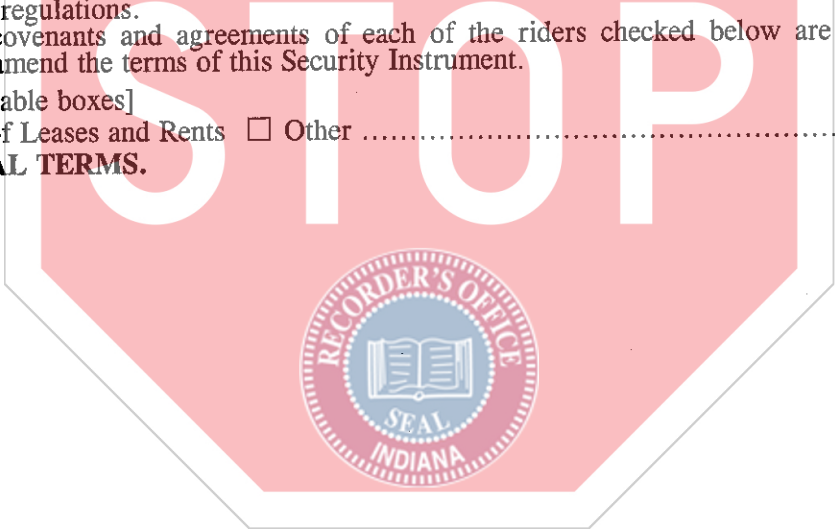 regulations.
covenants and agreements of each of the riders checked below are
amend the terms of this Security Instrument.
able boxes]
f Leases and Rents ☐ Other ..........................................................
AL TERMS.
STOP
RECORDER'S OFFICE
SEAL
INDIANA